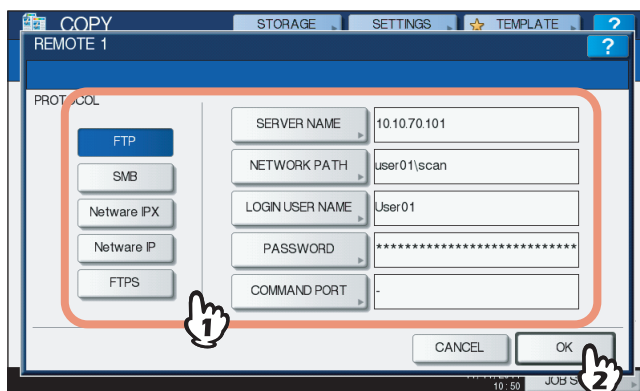 COPY STORAGE SETTINGS TEMPLATE ?
REMOTE 1 ?
PROTOCOL
FTP
SMB
Netware IPX
Netware IP
FTPS
SERVER NAME 10.10.70.101
NETWORK PATH user01\scan
LOGIN USER NAME User01
PASSWORD ****************************
COMMAND PORT -
1
CANCEL OK
2
10:50 JOB S